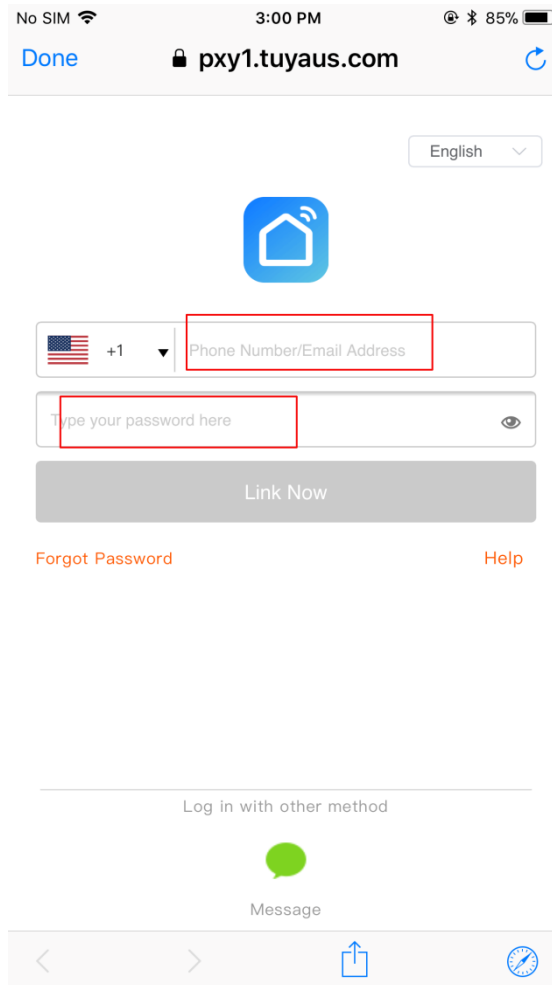 No SIM 3:00 PM 85%
Done pxy1.tuyaus.com
English
+1 Phone Number/Email Address
Type your password here
Link Now
Forgot Password Help
Log in with other method
Message